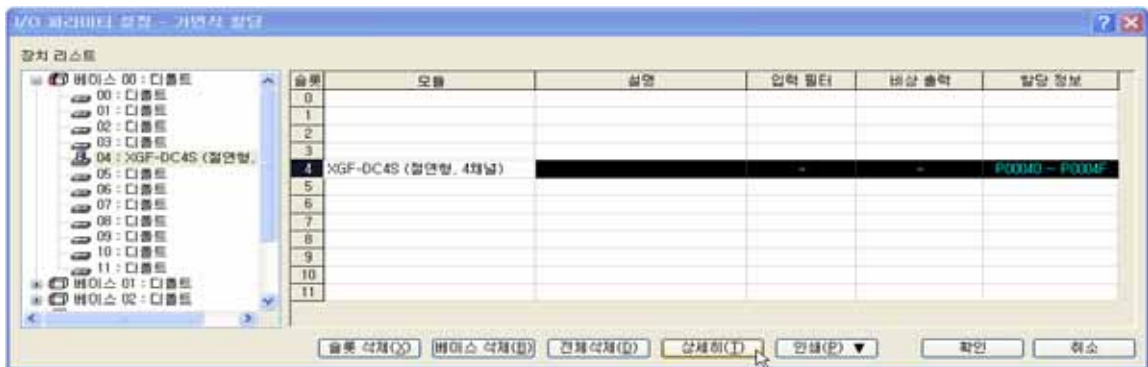 I/O 파라미터 설정 - 가변식 할당
장치 리스트
베이스 00 : 디폴트
00 : 디폴트
01 : 디폴트
02 : 디폴트
03 : 디폴트
04 : XGF-DC4S (절연형,
05 : 디폴트
06 : 디폴트
07 : 디폴트
08 : 디폴트
09 : 디폴트
10 : 디폴트
11 : 디폴트
베이스 01 : 디폴트
베이스 02 : 디폴트
슬롯 모듈 설명 입력 필터 비상 출력 할당 정보
0
1
2
3
4 XGF-DC4S (절연형, 4채널) - - P00040 ~ P0004F
5
6
7
8
9
10
11
슬롯 삭제(X) 베이스 삭제(B) 전체삭제(D) 상세히(T) 인쇄(P) ▼ 확인 취소